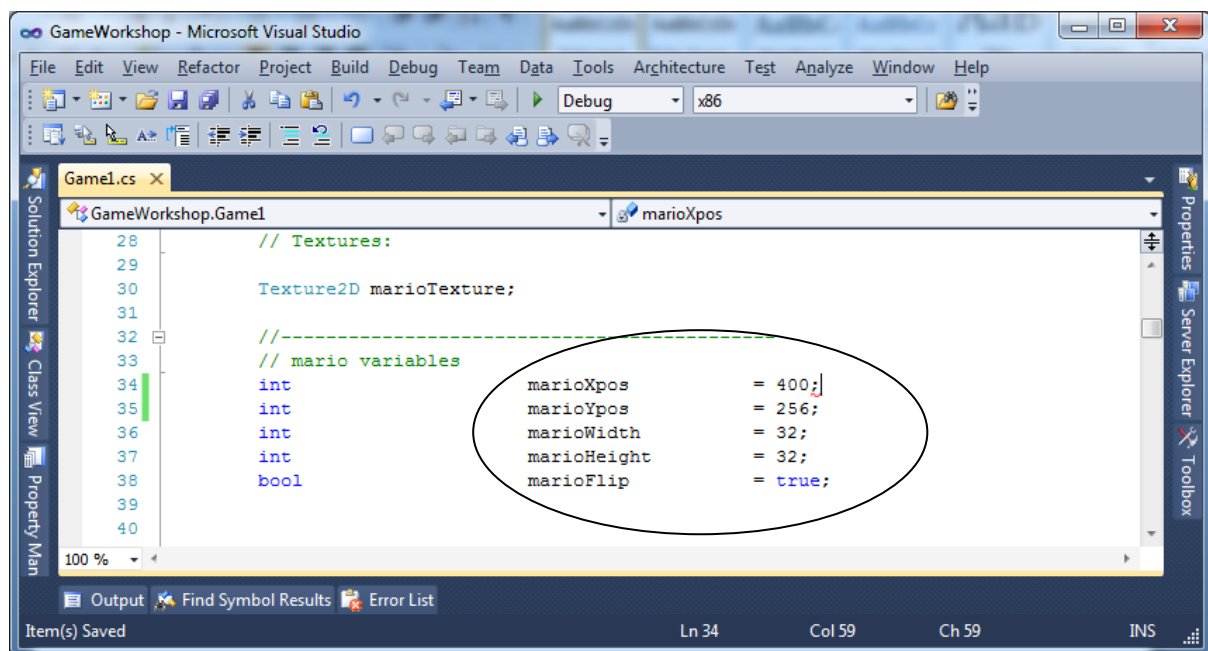 GameWorkshop - Microsoft Visual Studio
File Edit View Refactor Project Build Debug Team Data Tools Architecture Test Analyze Window Help
Debug x86
Game1.cs
GameWorkshop.Game1 marioXpos
28 // Textures:
29
30 Texture2D marioTexture;
31
32 //--------------------------------------------
33 // mario variables
34 int marioXpos = 400;
35 int marioYpos = 256;
36 int marioWidth = 32;
37 int marioHeight = 32;
38 bool marioFlip = true;
39
40
100 %
Solution Explorer
Class View
Property Man
Properties
Server Explorer
Toolbox
Output Find Symbol Results Error List
Item(s) Saved Ln 34 Col 59 Ch 59 INS